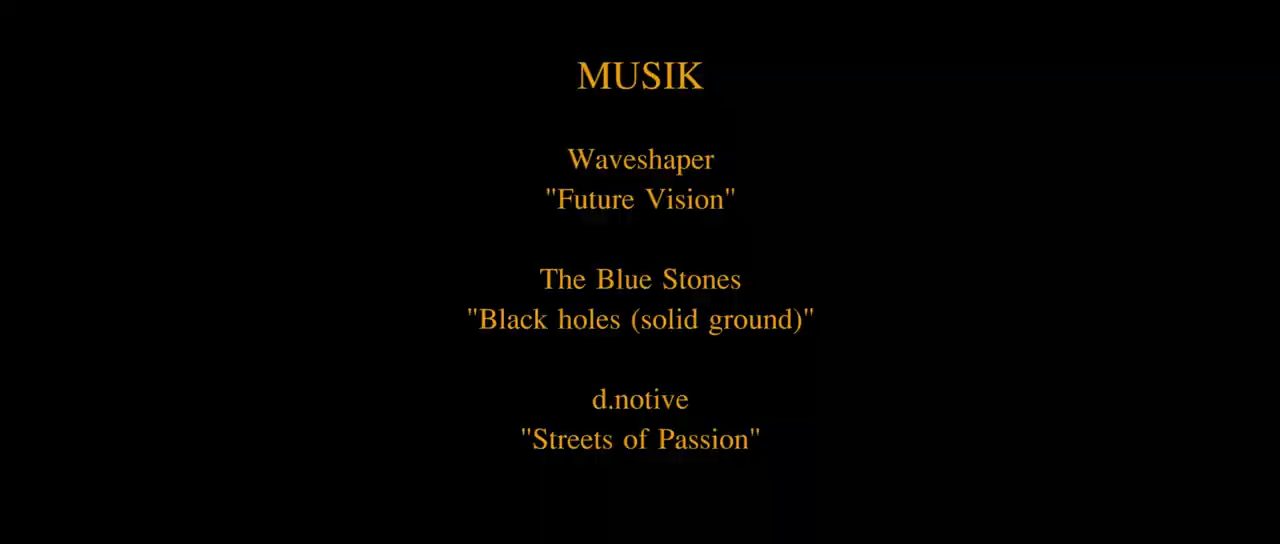 MUSIK
Waveshaper
"Future Vision"
The Blue Stones
"Black holes (solid ground)"
d.notive
"Streets of Passion"